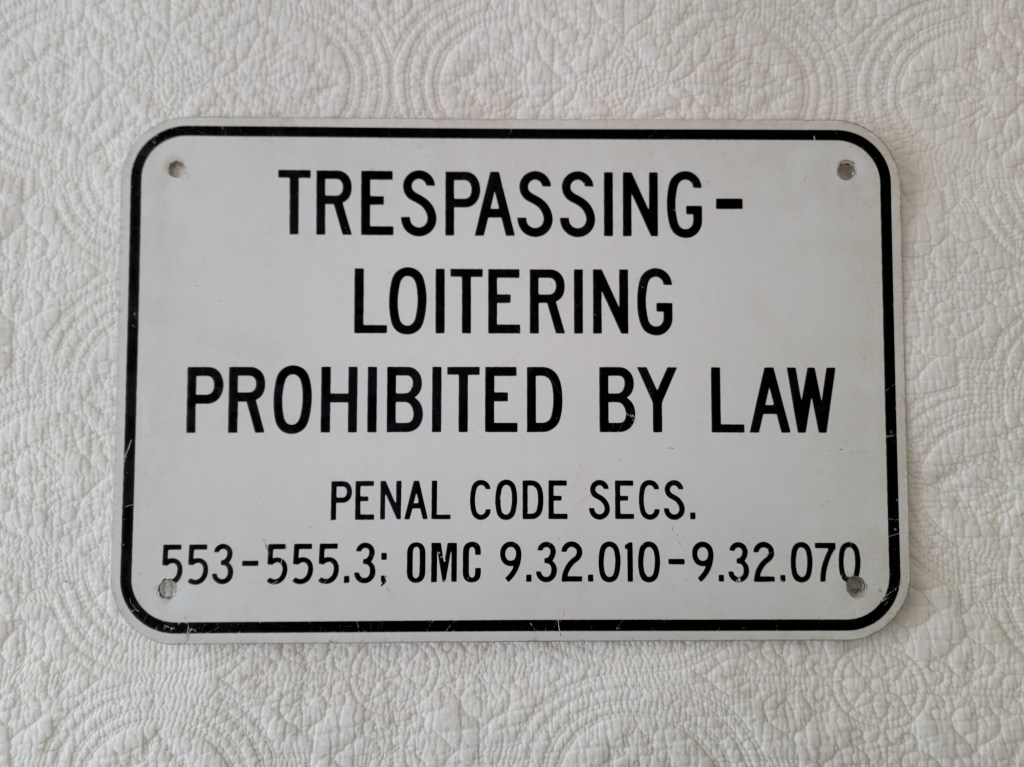 TRESPASSING-
LOITERING
PROHIBITED BY LAW
PENAL CODE SECS.
553-555.3; OMC 9.32.010-9.32.070